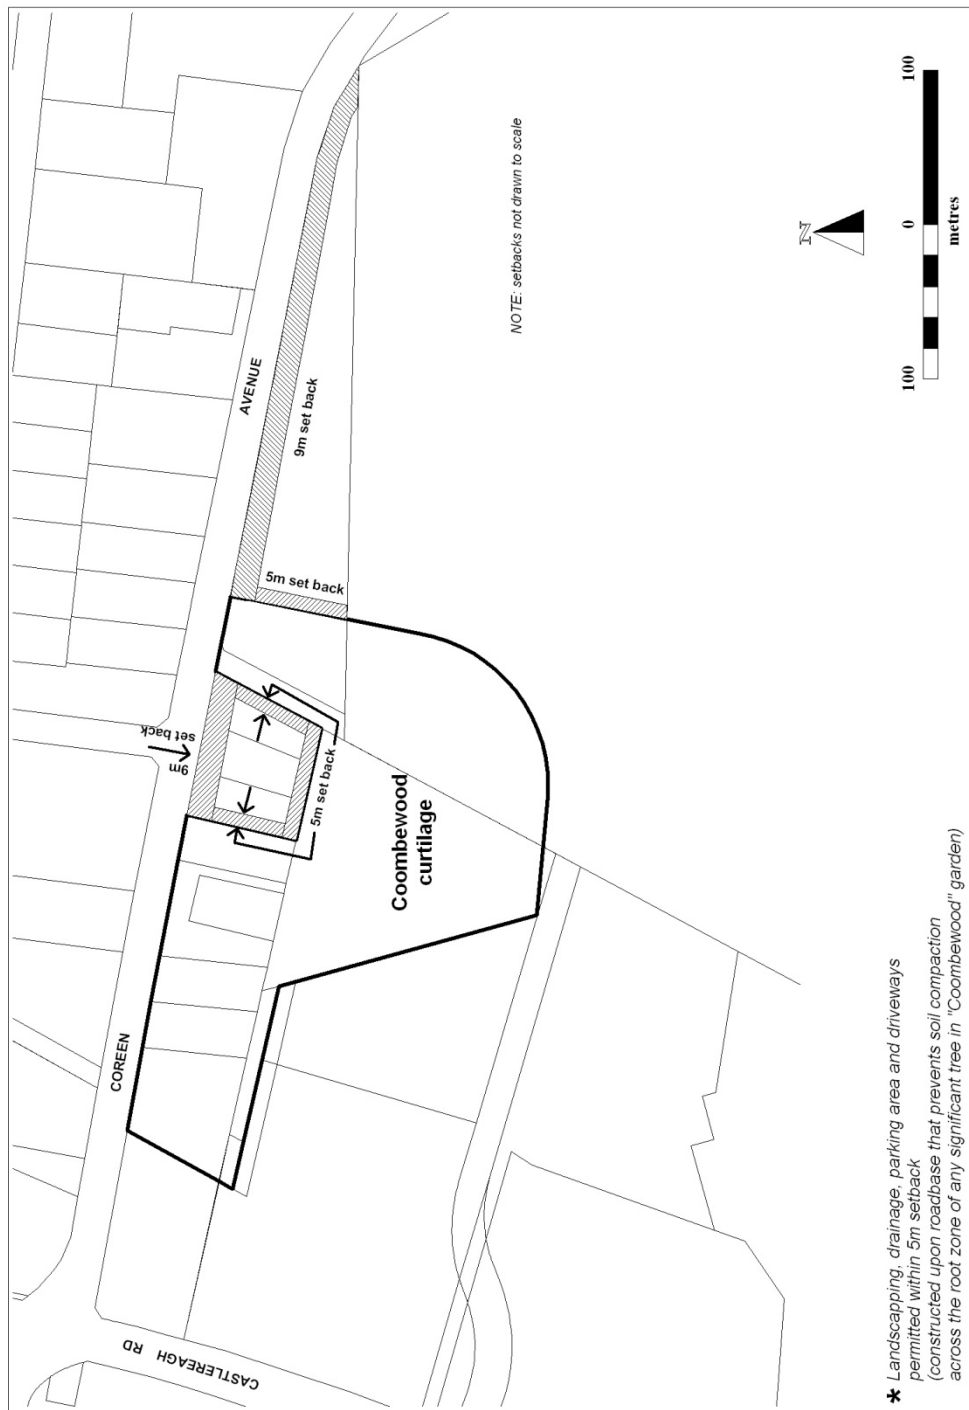 COREEN
AVENUE
CASTLEREAGH RD
9m
set back
5m set back
5m set back
9m set back
Coombewood
curtilage
NOTE: setbacks not drawn to scale
N
100
0
100
metres
* Landscapping, drainage, parking area and driveways
permitted within 5m setback
(constructed upon roadbase that prevents soil compaction
across the root zone of any significant tree in "Coombewood" garden)